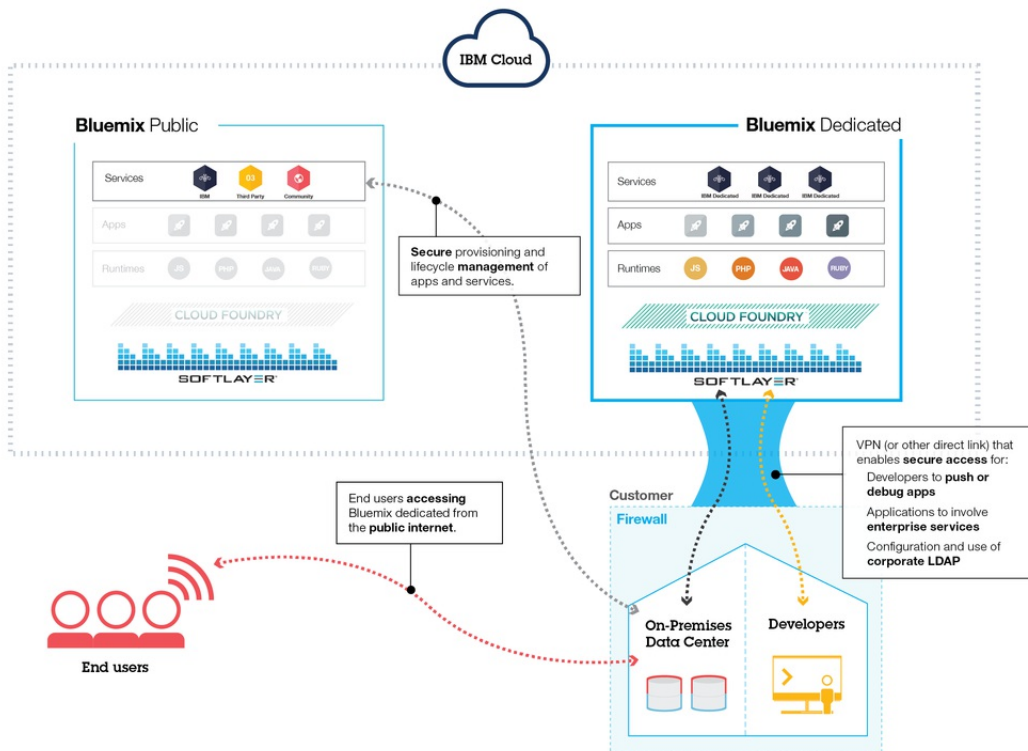 IBM Cloud
Bluemix Public
Services
IBM
03
Third Party
Community
Apps
Runtimes
JS
PHP
JAVA
RUBY
CLOUD FOUNDRY
SOFTLAYER
Secure provisioning and
lifecycle management of
apps and services.
Bluemix Dedicated
Services
IBM Dedicated
IBM Dedicated
IBM Dedicated
Apps
Runtimes
JS
PHP
JAVA
RUBY
CLOUD FOUNDRY
SOFTLAYER
VPN (or other direct link) that
enables secure access for:
Developers to push or
debug apps
Applications to involve
enterprise services
Configuration and use of
corporate LDAP
End users accessing
Bluemix dedicated from
the public internet.
Customer
Firewall
On-Premises
Data Center
Developers
End users